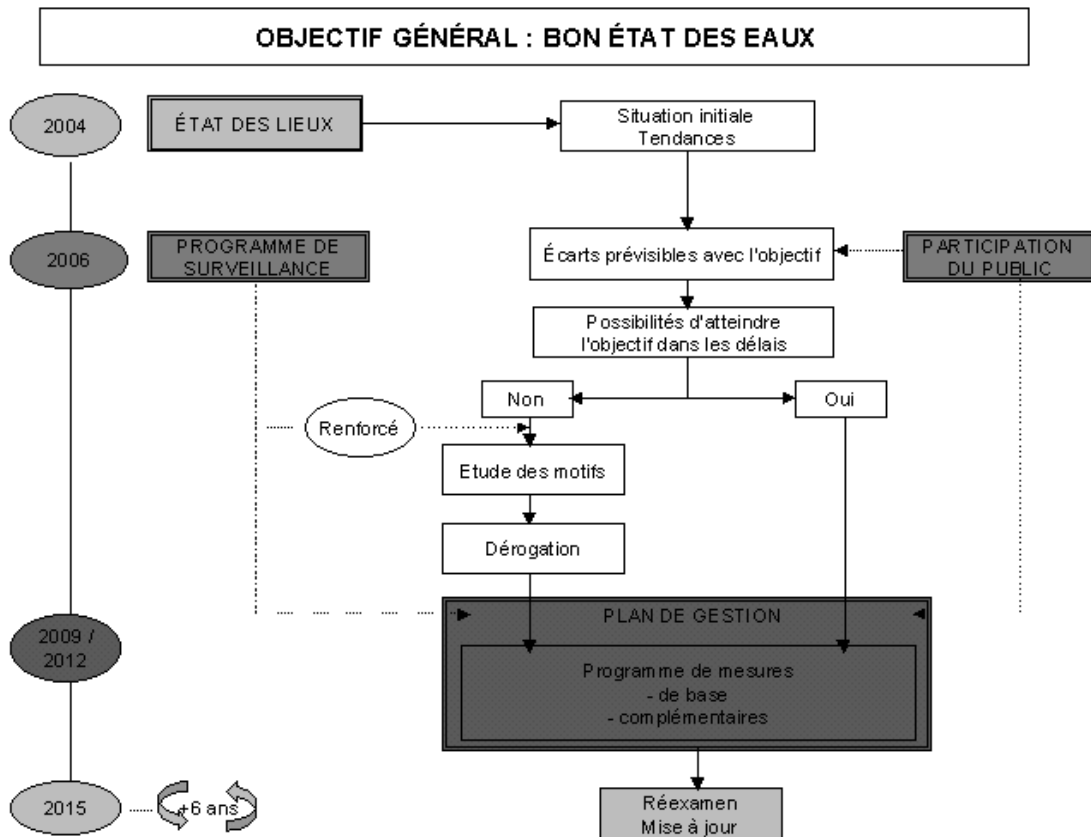 OBJECTIF GÉNÉRAL : BON ÉTAT DES EAUX
2004
ÉTAT DES LIEUX
Situation initiale
Tendances
2006
PROGRAMME DE
SURVEILLANCE
Écarts prévisibles avec l'objectif
PARTICIPATION
DU PUBLIC
Possibilités d'atteindre
l'objectif dans les délais
Non
Oui
Renforcé
Etude des motifs
Dérogation
2009 /
2012
PLAN DE GESTION
Programme de mesures
- de base
- complémentaires
2015
+6 ans
Réexamen
Mise à jour